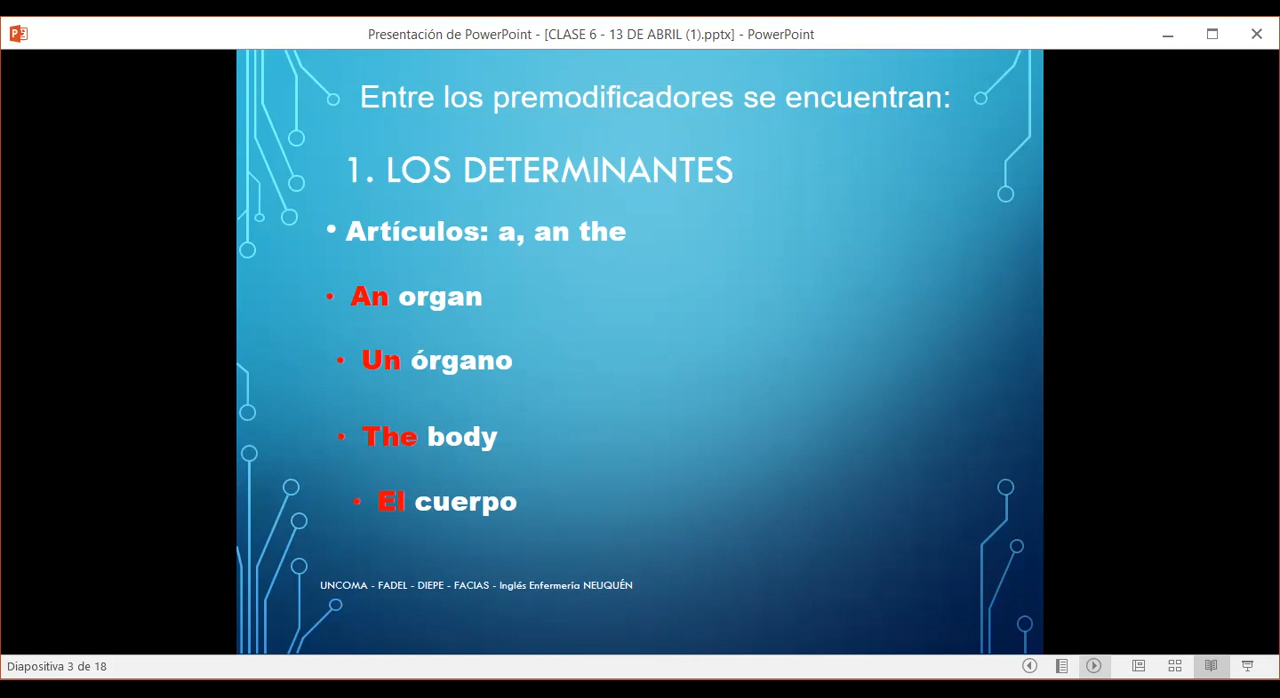 Presentación de PowerPoint - [CLASE 6 - 13 DE ABRIL (1).pptx] - PowerPoint
Entre los premodificadores se encuentran:
1. LOS DETERMINANTES
• Artículos: a, an the
• An organ
• Un órgano
• The body
• El cuerpo
UNCOMA - FADEL - DIEPE - FACIAS - Inglés Enfermería NEUQUÉN
Diapositiva 3 de 18